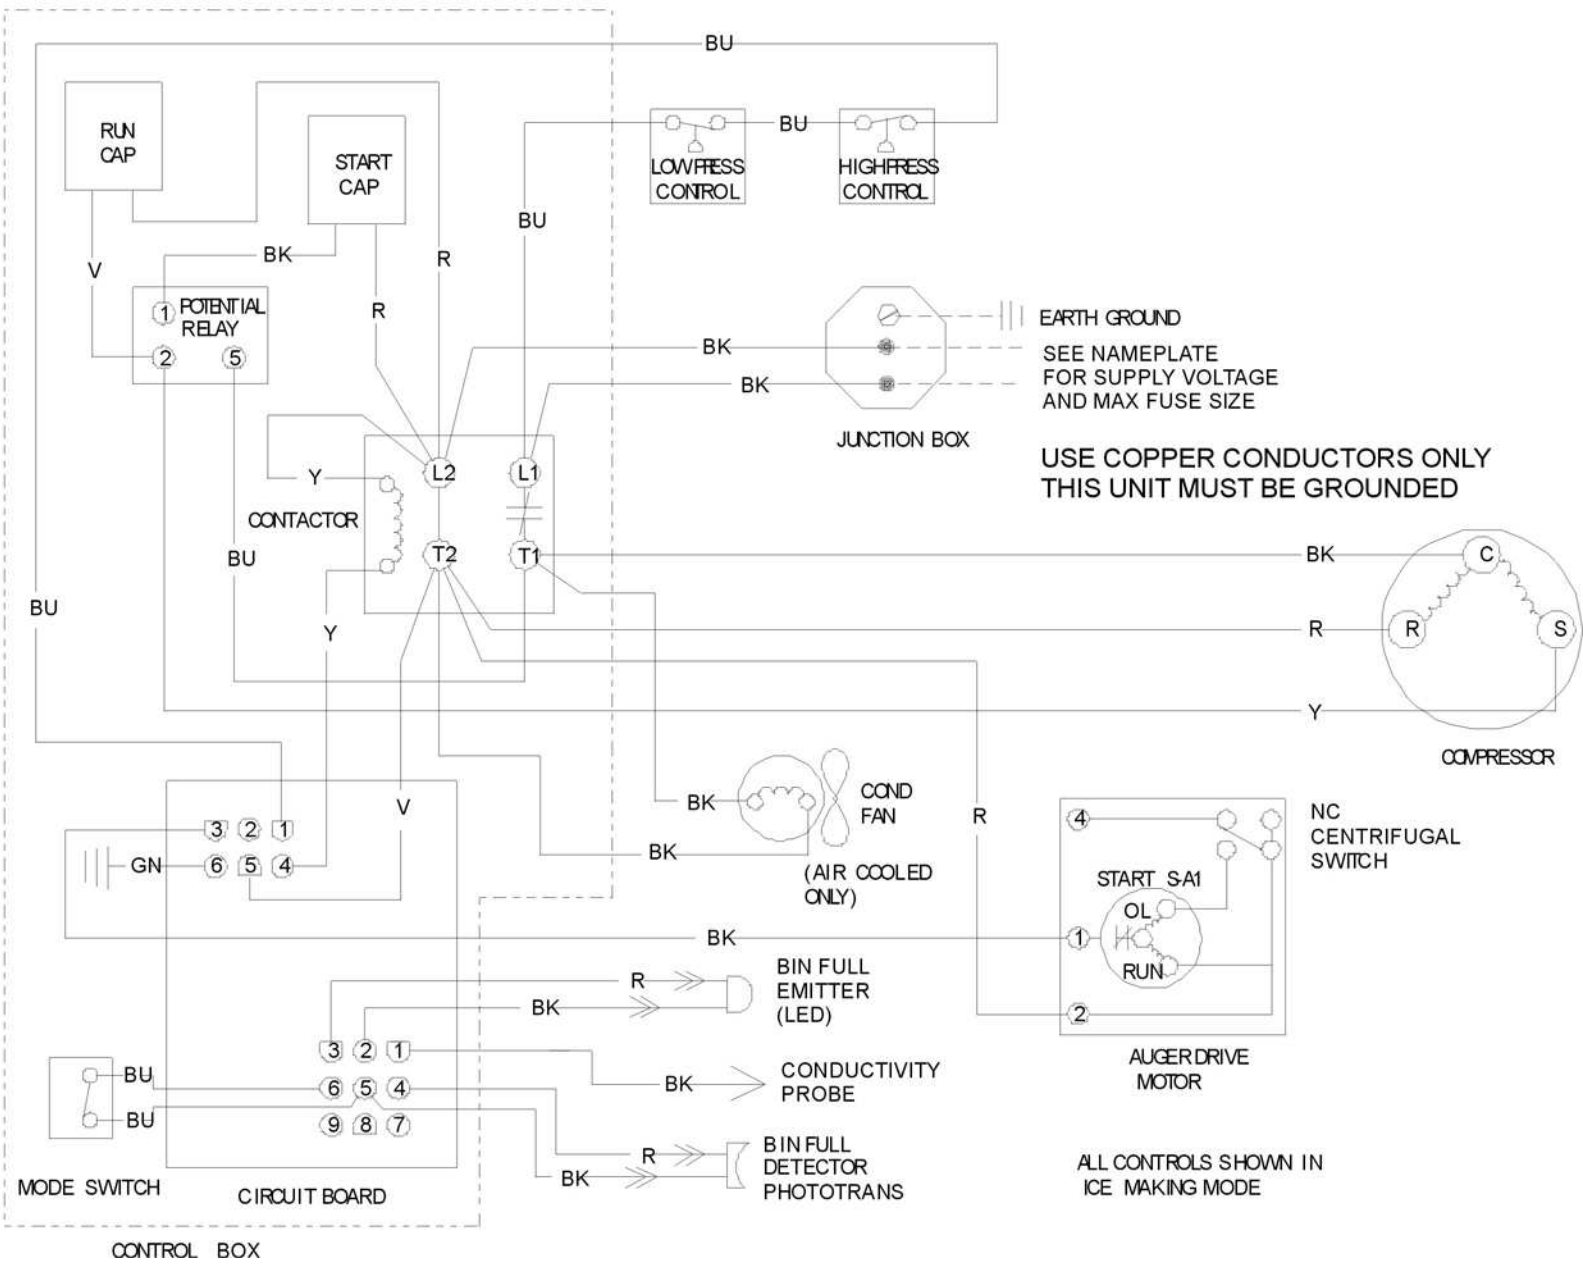 BU
RUN
CAP
START
CAP
LOW PRESS
CONTROL
BU
HIGH PRESS
CONTROL
BU
BK
R
V
R
1
POTENTIAL
RELAY
2
5
BK
BK
EARTH GROUND
SEE NAMEPLATE
FOR SUPPLY VOLTAGE
AND MAX FUSE SIZE
JUNCTION BOX
USE COPPER CONDUCTORS ONLY
THIS UNIT MUST BE GROUNDED
Y
L2
L1
CONTACTOR
T2
T1
BU
BU
Y
BK
C
R
R
S
Y
COMPRESSOR
V
BK
COND
FAN
BK
(AIR COOLED
ONLY)
R
3 2 1
GN
6 5 4
4
NC
CENTRIFUGAL
SWITCH
START S-A1
OL
1
RUN
2
AUGER DRIVE
MOTOR
BK
R
BK
BIN FULL
EMITTER
(LED)
3 2 1
BK
CONDUCTIVITY
PROBE
BU
6 5 4
BU
9 8 7
R
BK
BIN FULL
DETECTOR
PHOTOTRANS
MODE SWITCH
CIRCUIT BOARD
CONTROL BOX
ALL CONTROLS SHOWN IN
ICE MAKING MODE